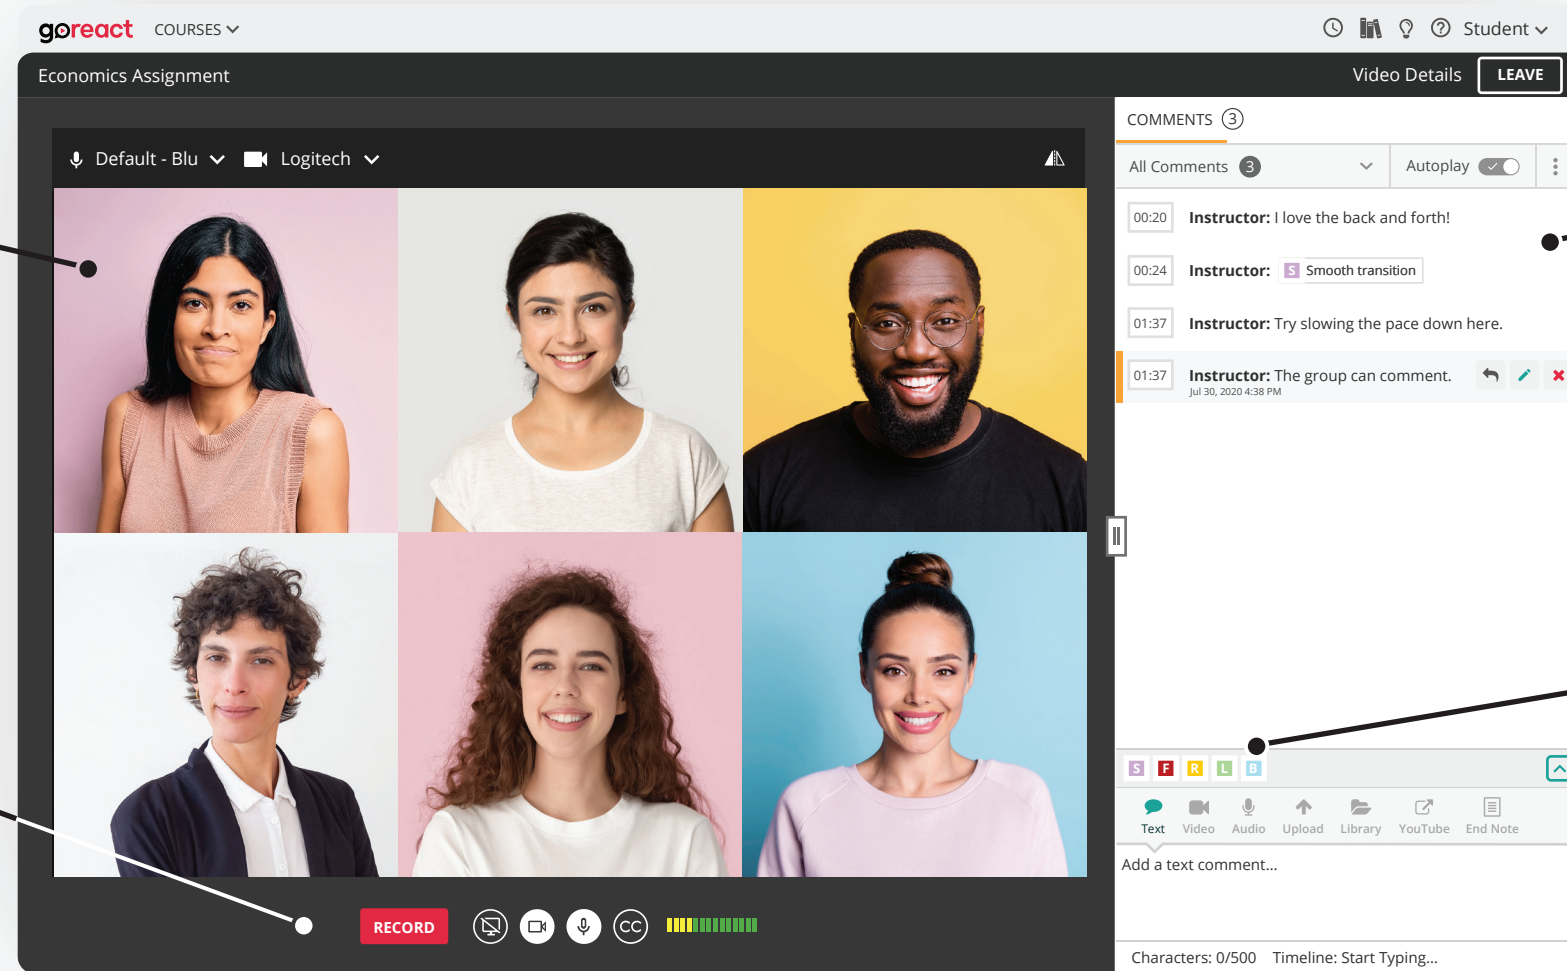 goreact COURSES Student
Economics Assignment Video Details LEAVE
Default - Blu Logitech
COMMENTS 3
All Comments 3 Autoplay
00:20 Instructor: I love the back and forth!
00:24 Instructor: S Smooth transition
01:37 Instructor: Try slowing the pace down here.
01:37 Instructor: The group can comment.
Jul 30, 2020 4:38 PM
S F R L B
Text Video Audio Upload Library YouTube End Note
Add a text comment...
RECORD CC
Characters: 0/500 Timeline: Start Typing...